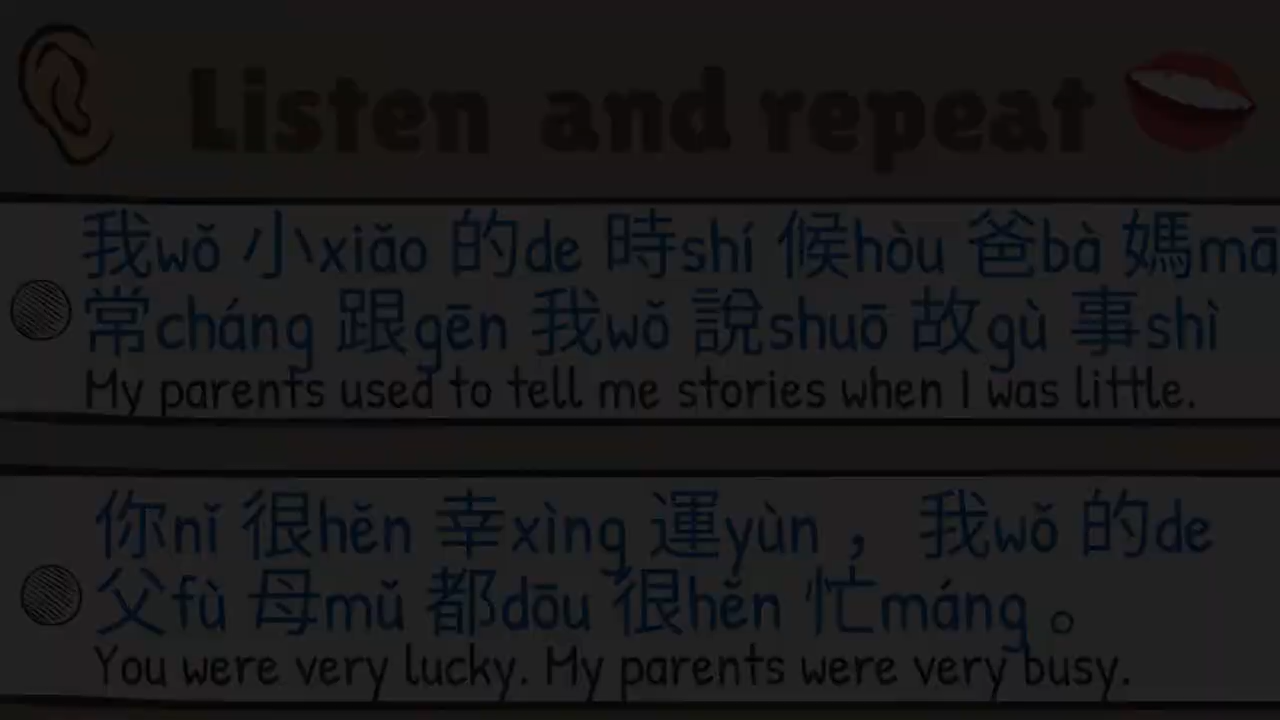 Listen and repeat
我wǒ 小xiǎo 的de 時shí 候hòu 爸bà 媽mā
常cháng 跟gēn 我wǒ 說shuō 故gù 事shì
My parents used to tell me stories when I was little.
你nǐ 很hěn 幸xìng 運yùn ， 我wǒ 的de
父fù 母mǔ 都dōu 很hěn 忙máng 。
You were very lucky. My parents were very busy.